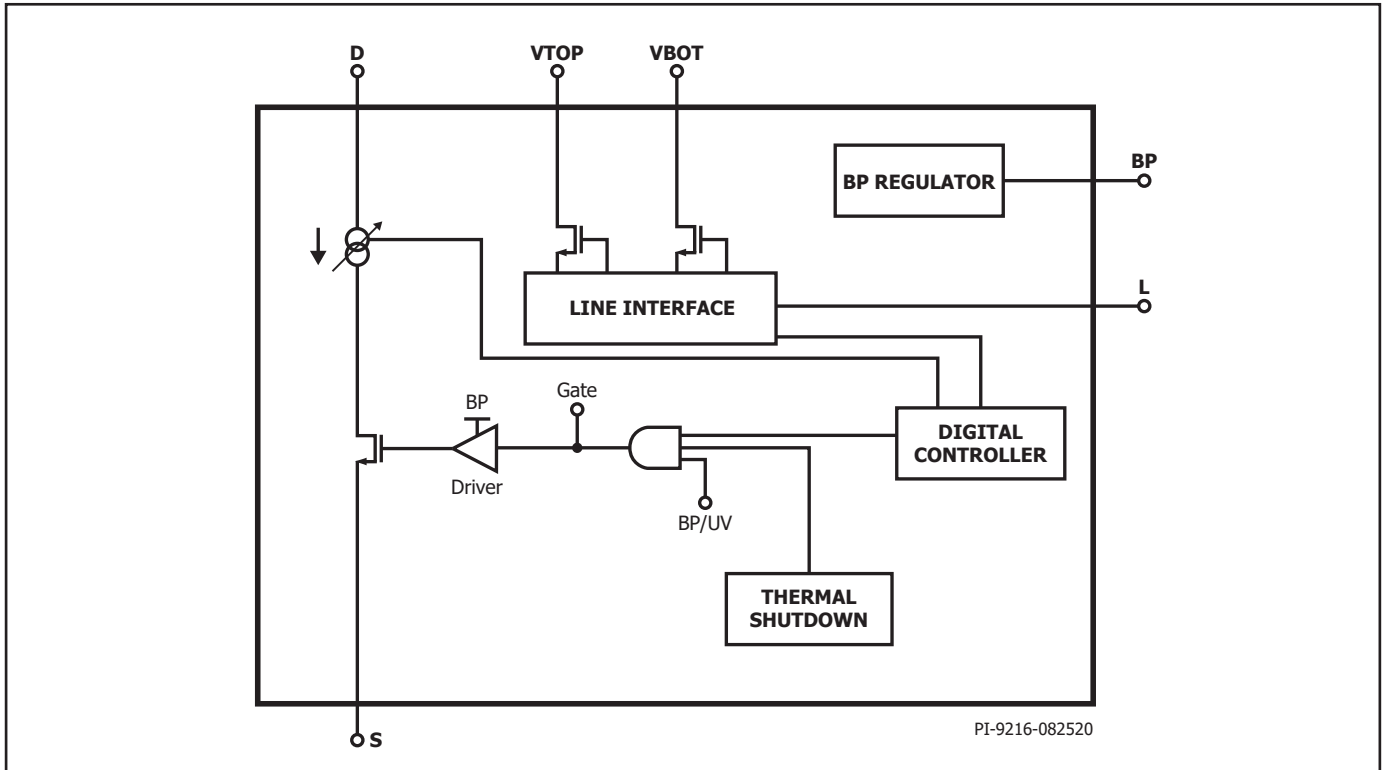 D
VTOP
VBOT
BP REGULATOR
BP
LINE INTERFACE
L
BP
Gate
Driver
BP/UV
DIGITAL
CONTROLLER
THERMAL
SHUTDOWN
S
PI-9216-082520